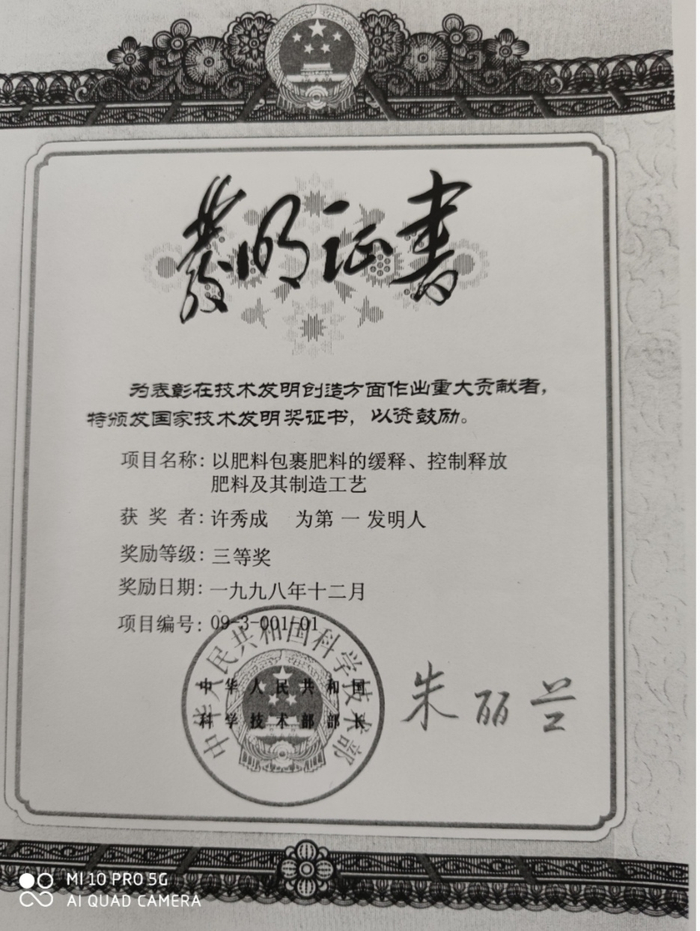 发明证书
为表彰在技术发明创造方面作出重大贡献者，
特颁发国家技术发明奖证书，以资鼓励。
项目名称：以肥料包裹肥料的缓释、控制释放
肥料及其制造工艺
获奖者：许秀成 为第一发明人
奖励等级：三等奖
奖励日期：一九九八年十二月
项目编号：09-3-001-01
中华人民共和国科学技术部
中华人民共和国
科学技术部部长
朱丽兰
MI 10 PRO 5G
AI QUAD CAMERA